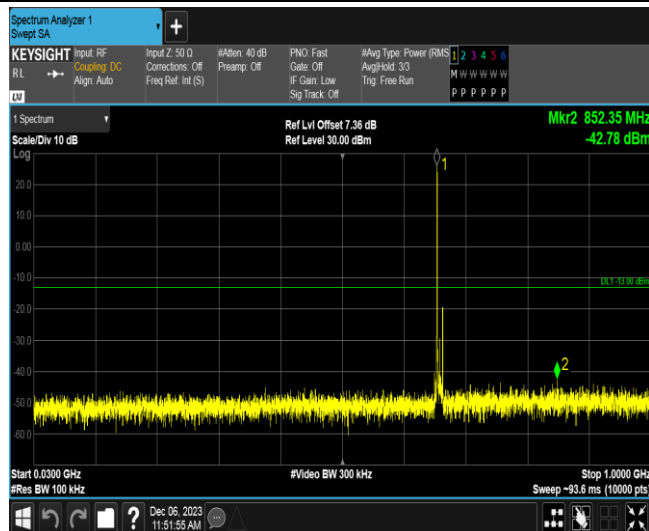 Spectrum Analyzer 1
Swept SA
KEYSIGHT
RL
LXI
Input: RF
Coupling: DC
Align: Auto
Input Z: 50 Ω
Corrections: Off
Freq Ref: Int (S)
#Atten: 40 dB
Preamp: Off
PNO: Fast
Gate: Off
IF Gain: Low
Sig Track: Off
#Avg Type: Power (RMS
Avg|Hold: 3/3
Trig: Free Run
1 2 3 4 5 6
M W W W W W
P P P P P P
1 Spectrum
Scale/Div 10 dB
Ref Lvl Offset 7.36 dB
Ref Level 30.00 dBm
Mkr2 852.35 MHz
-42.78 dBm
Log
1
20.0
10.0
0.00
-10.0
DL1 -13.00 dBm
-20.0
-30.0
-40.0
2
-50.0
-60.0
Start 0.0300 GHz
#Video BW 300 kHz
Stop 1.0000 GHz
#Res BW 100 kHz
Sweep ~93.6 ms (10000 pts)
?
Dec 06, 2023
11:51:55 AM